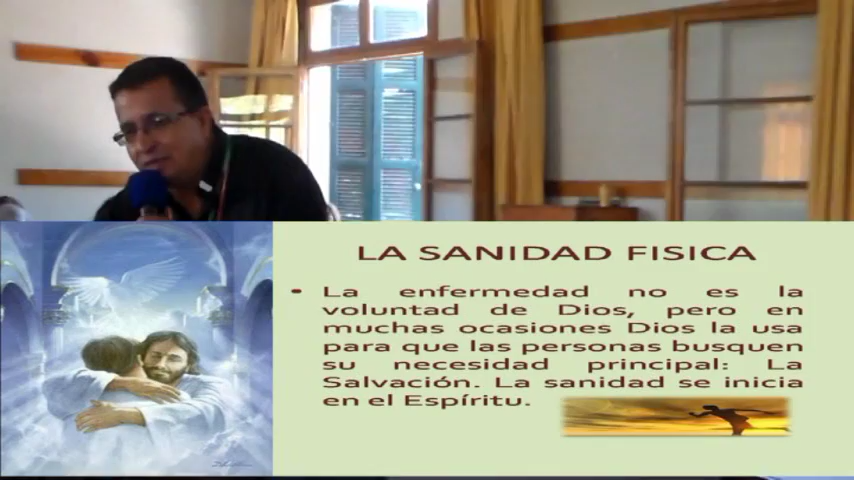 LA SANIDAD FISICA
• La enfermedad no es la
voluntad de Dios, pero en
muchas ocasiones Dios la usa
para que las personas busquen
su necesidad principal: La
Salvación. La sanidad se inicia
en el Espíritu.